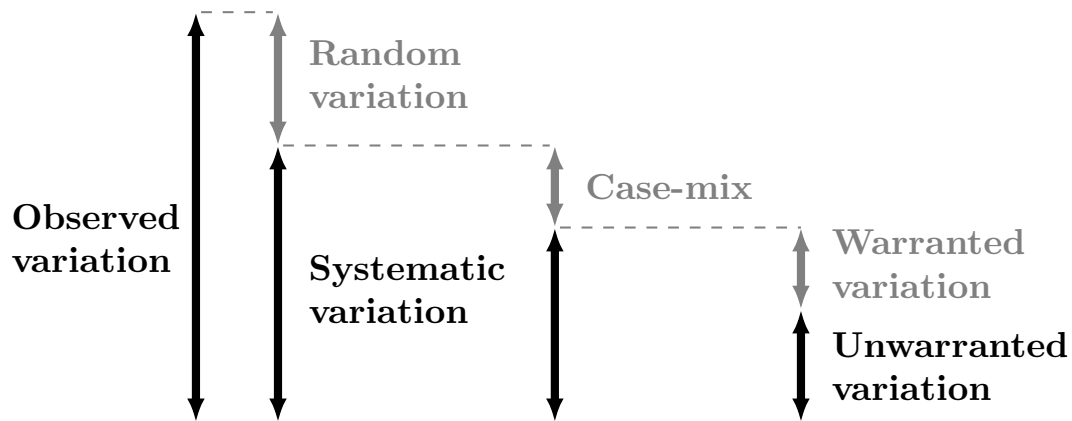 Observed
variation
Random
variation
Systematic
variation
Case-mix
Warranted
variation
Unwarranted
variation